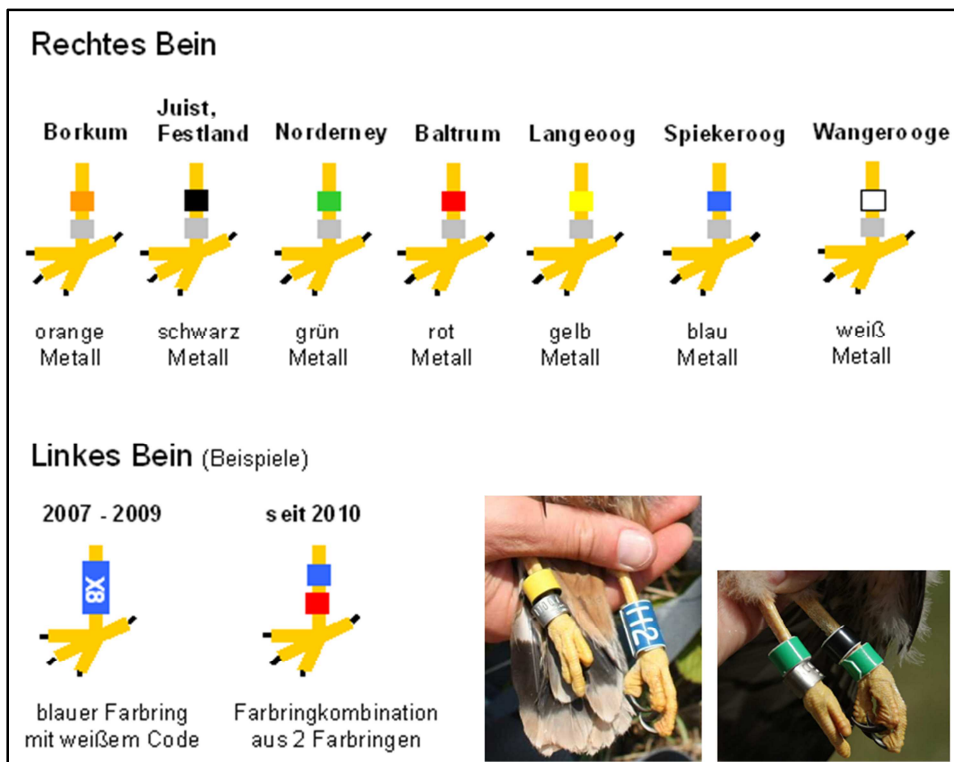 Rechtes Bein
Borkum
Juist,
Festland
Norderney
Baltrum
Langeoog
Spiekeroog
Wangerooge
orange
Metall
schwarz
Metall
grün
Metall
rot
Metall
gelb
Metall
blau
Metall
weiß
Metall
Linkes Bein (Beispiele)
2007 - 2009
seit 2010
X8
blauer Farbring
mit weißem Code
Farbringkombination
aus 2 Farbringen